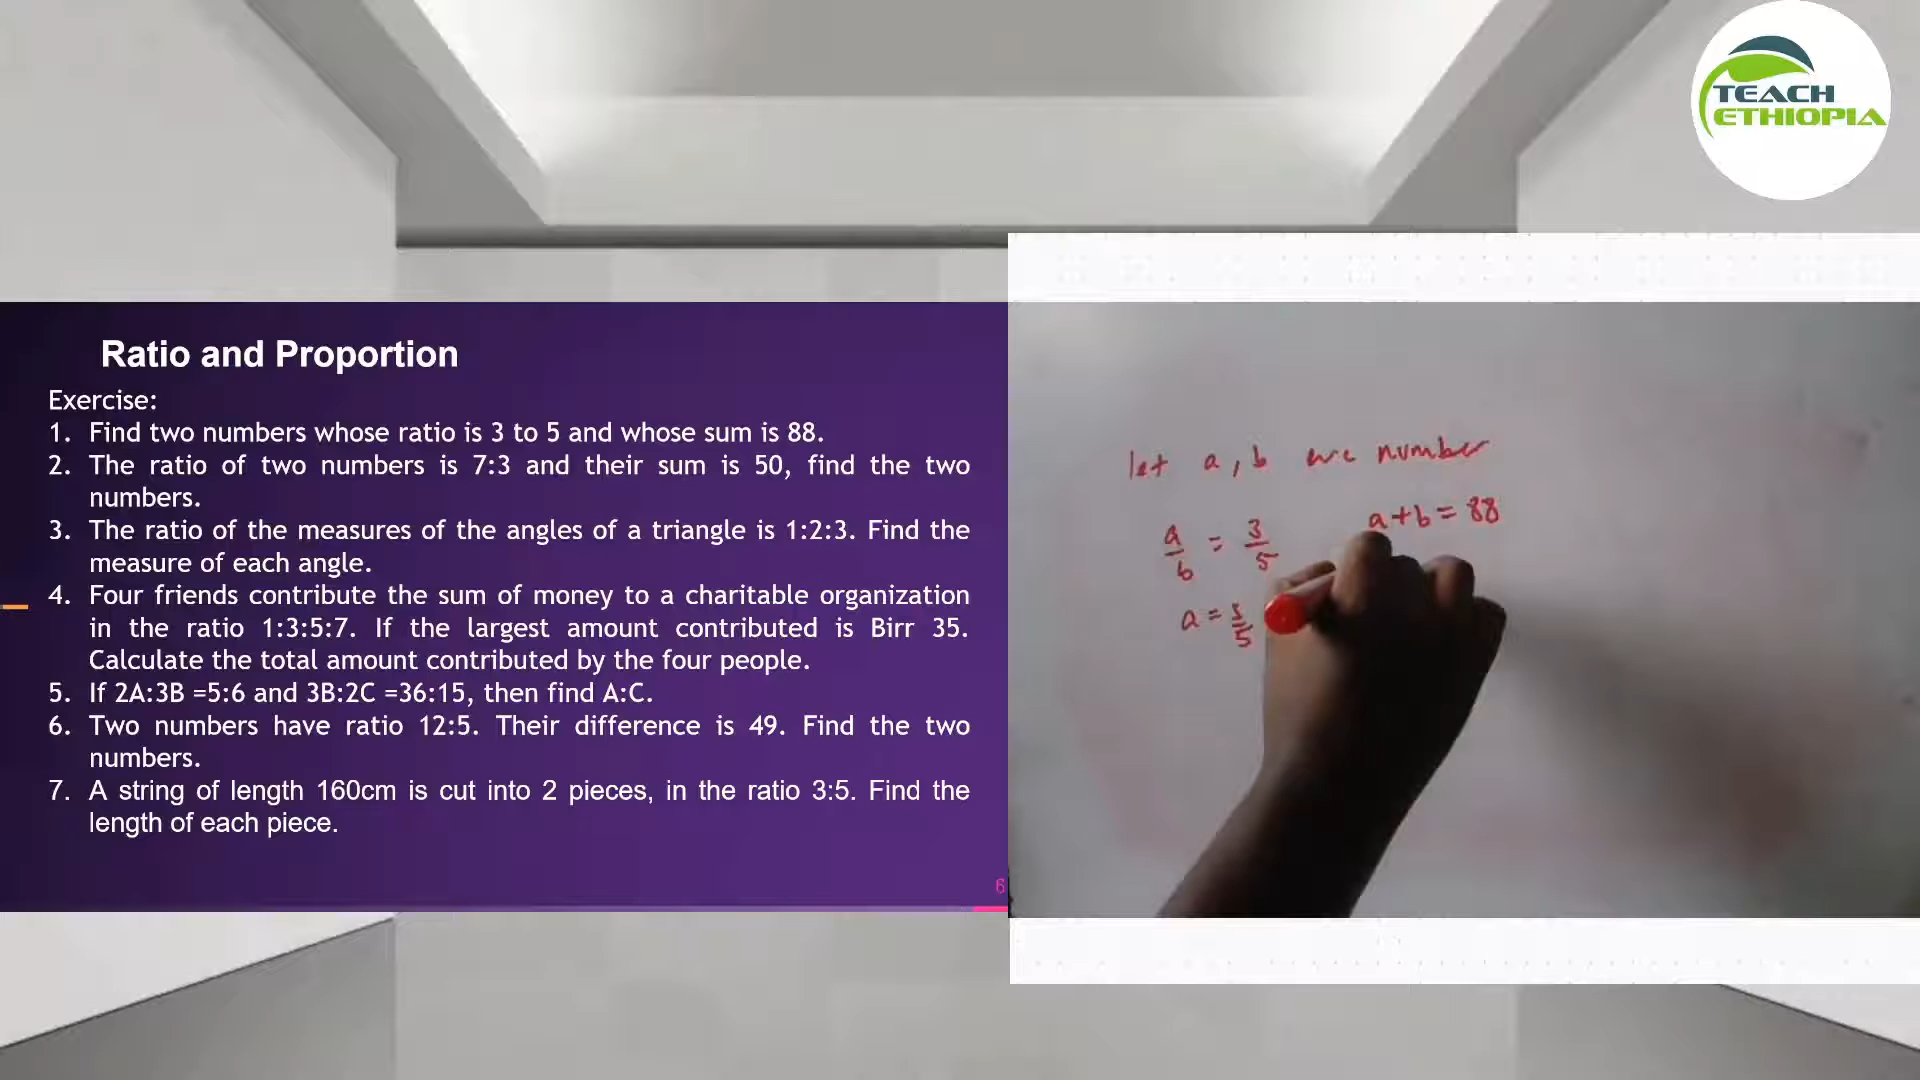 TEACH
ETHIOPIA
Ratio and Proportion
Exercise:
1. Find two numbers whose ratio is 3 to 5 and whose sum is 88.
2. The ratio of two numbers is 7:3 and their sum is 50, find the two
numbers.
3. The ratio of the measures of the angles of a triangle is 1:2:3. Find the
measure of each angle.
4. Four friends contribute the sum of money to a charitable organization
in the ratio 1:3:5:7. If the largest amount contributed is Birr 35.
Calculate the total amount contributed by the four people.
5. If 2A:3B =5:6 and 3B:2C =36:15, then find A:C.
6. Two numbers have ratio 12:5. Their difference is 49. Find the two
numbers.
7. A string of length 160cm is cut into 2 pieces, in the ratio 3:5. Find the
length of each piece.
6
let a, b are number
a+b = 88
a/b = 3/5
a = 3/5